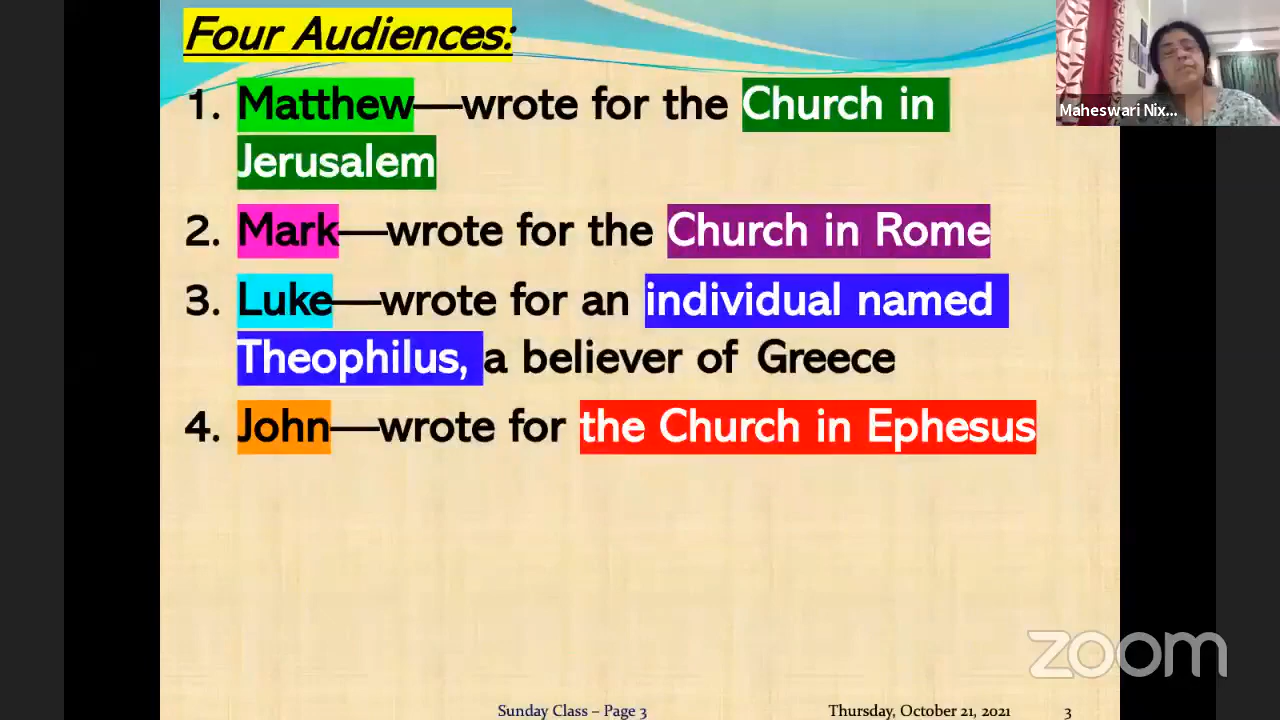 Four Audiences:
1. Matthew—wrote for the Church in
Jerusalem
2. Mark—wrote for the Church in Rome
3. Luke—wrote for an individual named
Theophilus, a believer of Greece
4. John—wrote for the Church in Ephesus
Maheswari Nix...
zoom
Sunday Class – Page 3
Thursday, October 21, 2021
3